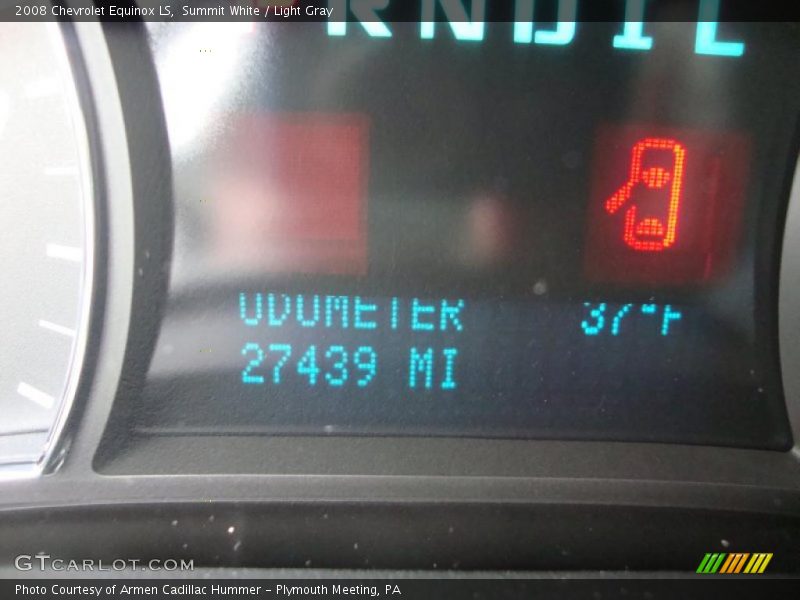 2008 Chevrolet Equinox LS, Summit White / Light Gray
PRNDIL
ODOMETER 37°F
27439 MI
GTCARLOT.COM
Photo Courtesy of Armen Cadillac Hummer - Plymouth Meeting, PA